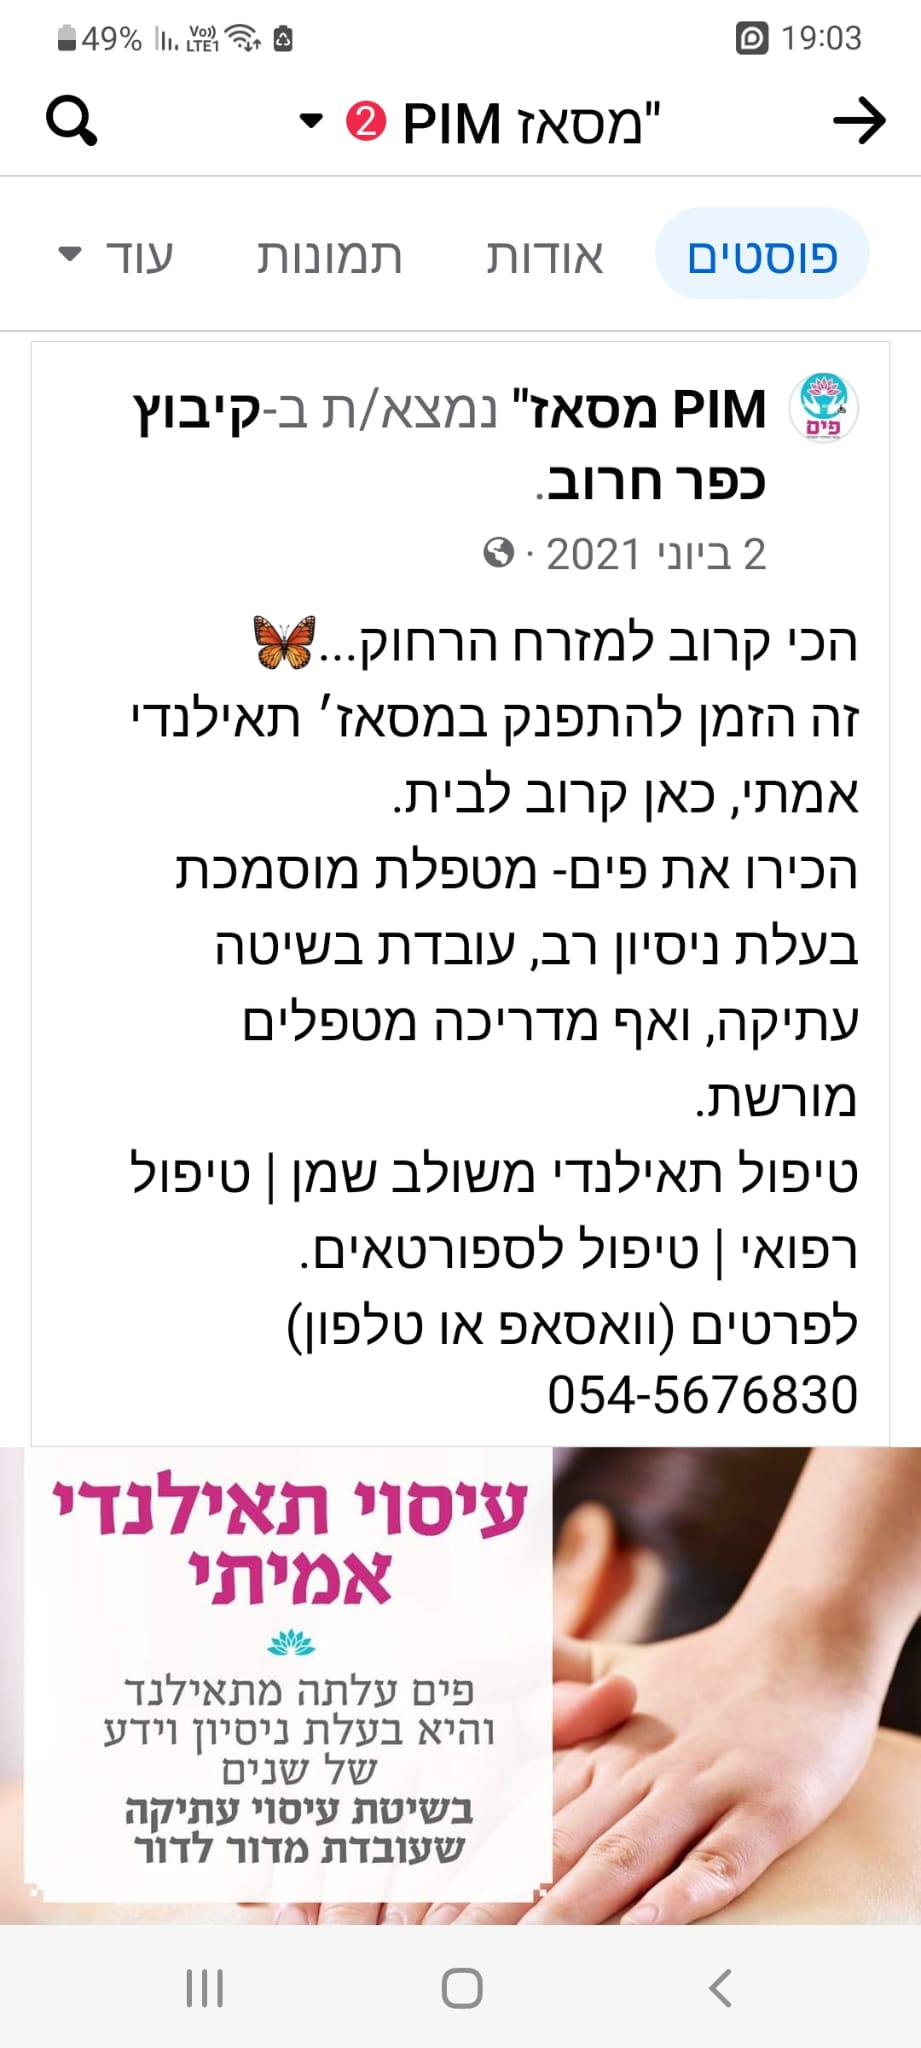 49% Vo)) LTE1 19:03
"מסאז PIM 2
פוסטים אודות תמונות עוד
PIM מסאז" נמצא/ת ב-קיבוץ
כפר חרוב.
2 ביוני 2021 ·
פים
הכי קרוב למזרח הרחוק...🦋
זה הזמן להתפנק במסאז׳ תאילנדי
אמתי, כאן קרוב לבית.
הכירו את פים- מטפלת מוסמכת
בעלת ניסיון רב, עובדת בשיטה
עתיקה, ואף מדריכה מטפלים
מורשת.
טיפול תאילנדי משולב שמן | טיפול
רפואי | טיפול לספורטאים.
לפרטים (וואסאפ או טלפון)
054-5676830
עיסוי תאילנדי
אמיתי
פים עלתה מתאילנד
והיא בעלת ניסיון וידע
של שנים
בשיטת עיסוי עתיקה
שעובדת מדור לדור